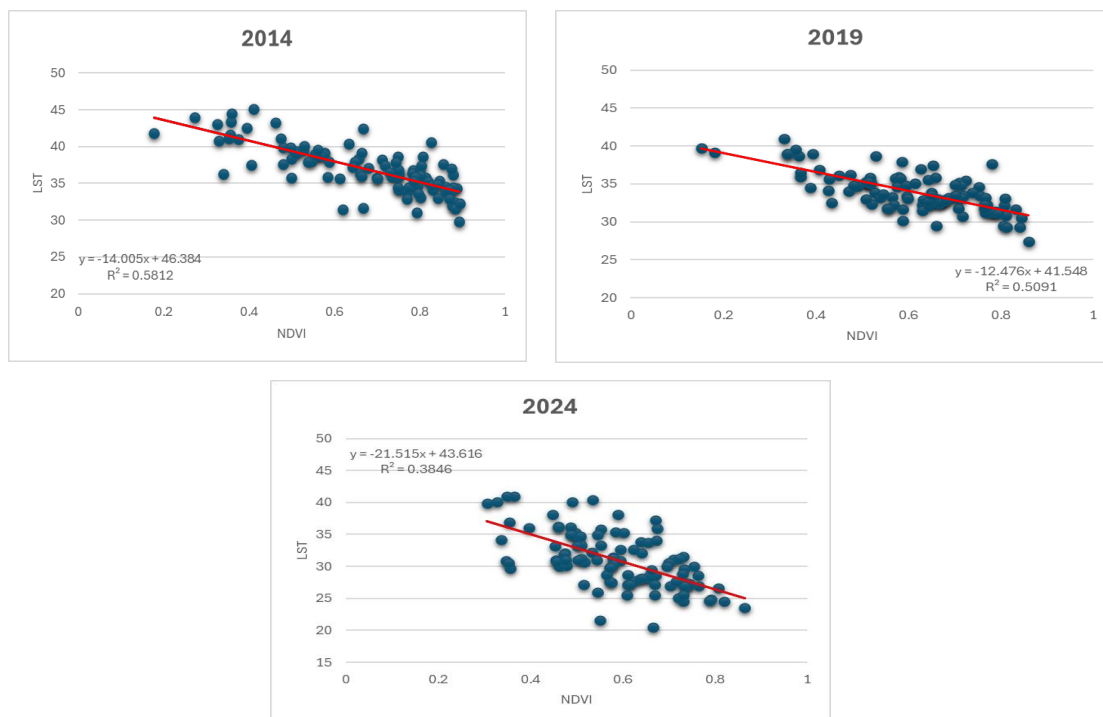 2014
50
45
40
35
30
25
20
LST
y = -14.005x + 46.384
R² = 0.5812
0 0.2 0.4 0.6 0.8 1
NDVI
2019
50
45
40
35
30
25
20
LST
y = -12.476x + 41.548
R² = 0.5091
0 0.2 0.4 0.6 0.8 1
NDVI
2024
50
45
40
35
30
25
20
15
LST
y = -21.515x + 43.616
R² = 0.3846
0 0.2 0.4 0.6 0.8 1
NDVI